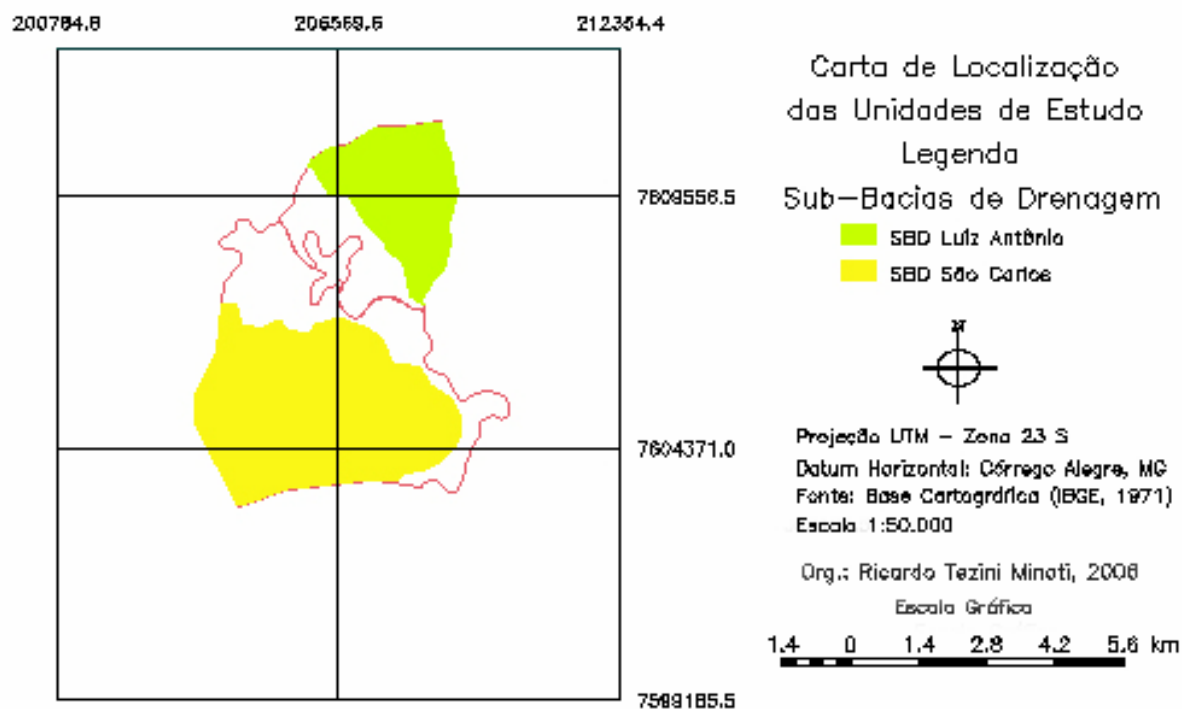 200784.8 206569.6 212354.4
Carta de Localização
das Unidades de Estudo
Legenda
Sub-Bacias de Drenagem
SBD Luiz Antônio
SBD São Carlos
N
7609556.5
7604371.0
7599185.5
Projeção UTM - Zona 23 S
Datum Horizontal: Córrego Alegre, MG
Fonte: Base Cartográfica (IBGE, 1971)
Escala 1:50.000
Org.: Ricardo Tezini Minoti, 2006
Escala Gráfica
1.4 0 1.4 2.8 4.2 5.6 km